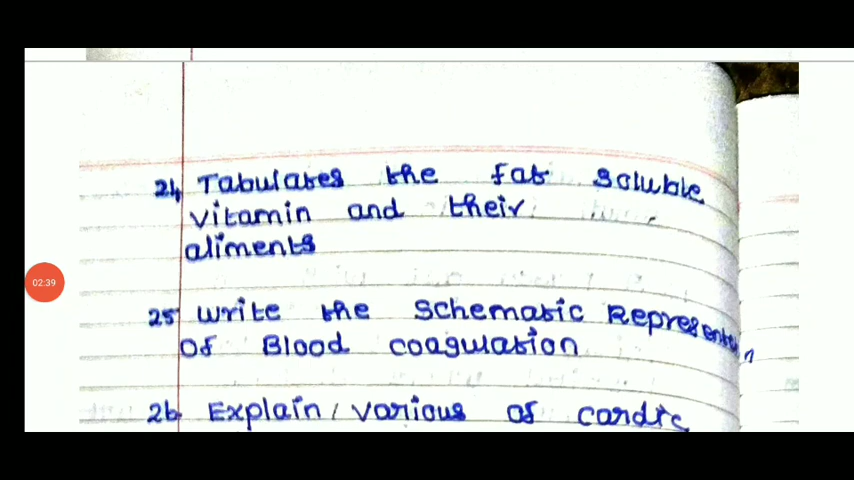 24 Tabulates the fat soluble
vitamin and their
aliments
02:39
25 write the Schematic
of Blood coagulation
26 Explain / various of cardic